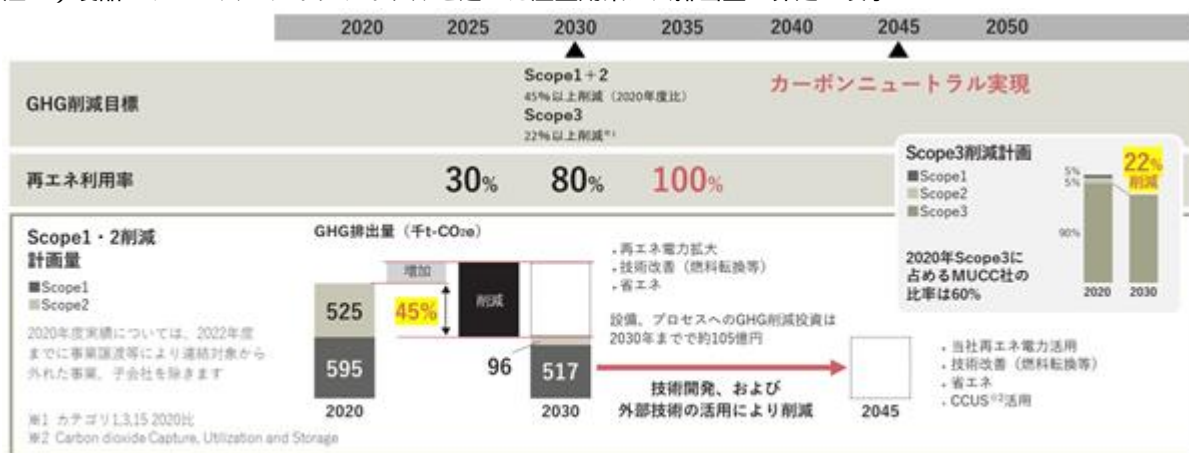 2020 2025 2030 2035 2040 2045 2050
GHG削減目標
Scope1+2
45%以上削減（2020年度比）
Scope3
22%以上削減※1
カーボンニュートラル実現
再エネ利用率
30% 80% 100%
Scope3削減計画
■Scope1
■Scope2
■Scope3
2020年Scope3に
占めるMUCC社の
比率は60%
5%
5%
90%
22%
削減
2020 2030
Scope1・2削減
計画量
■Scope1
■Scope2
2020年度実績については、2022年度
までに事業譲渡等により連結対象から
外れた事業、子会社を除きます
※1 カテゴリ1,3,15 2020比
※2 Carbon dioxide Capture, Utilization and Storage
GHG排出量（千t-CO2e）
増加
525
45%
削減
595
96
517
2020
2030
・再エネ電力拡大
・技術改善（燃料転換等）
・省エネ
設備、プロセスへのGHG削減投資は
2030年までで約105億円
技術開発、および
外部技術の活用により削減
2045
・当社再エネ電力活用
・技術改善（燃料転換等）
・省エネ
・CCUS※2活用